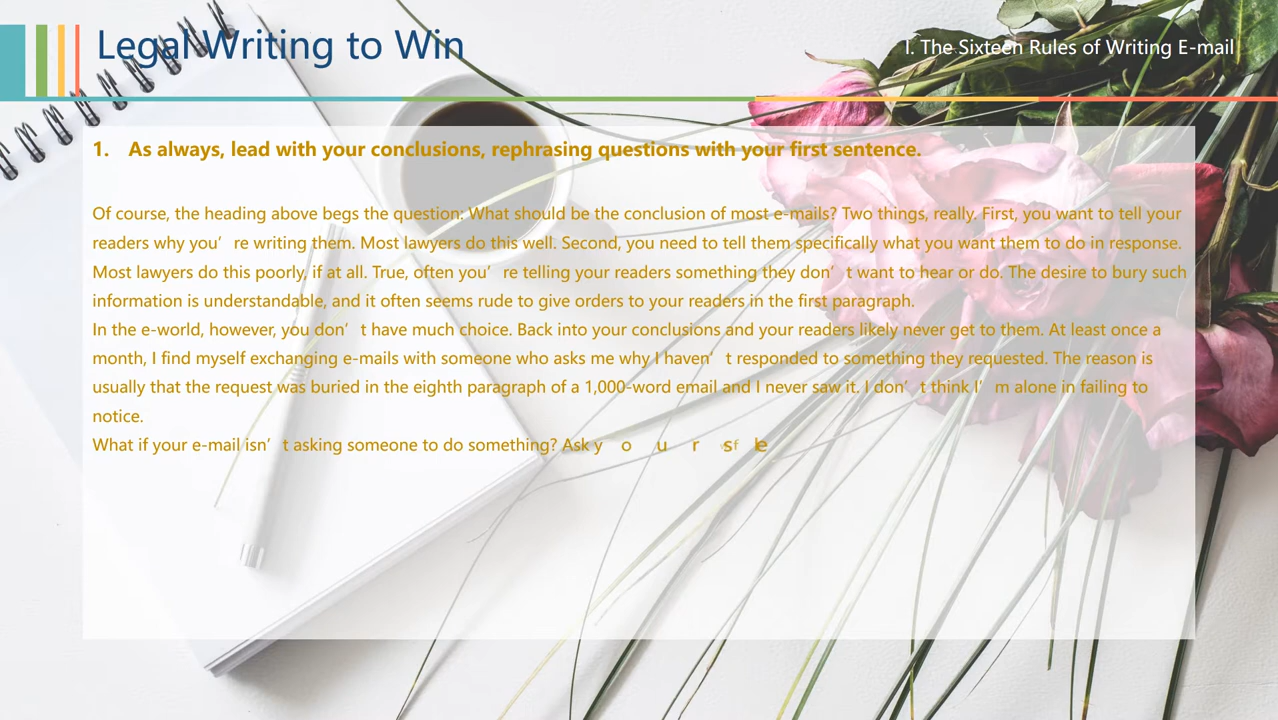 Legal Writing to Win
I. The Sixteen Rules of Writing E-mail
1. As always, lead with your conclusions, rephrasing questions with your first sentence.
Of course, the heading above begs the question: What should be the conclusion of most e-mails? Two things, really. First, you want to tell your
readers why you’re writing them. Most lawyers do this well. Second, you need to tell them specifically what you want them to do in response.
Most lawyers do this poorly, if at all. True, often you’re telling your readers something they don’t want to hear or do. The desire to bury such
information is understandable, and it often seems rude to give orders to your readers in the first paragraph.
In the e-world, however, you don’t have much choice. Back into your conclusions and your readers likely never get to them. At least once a
month, I find myself exchanging e-mails with someone who asks me why I haven’t responded to something they requested. The reason is
usually that the request was buried in the eighth paragraph of a 1,000-word email and I never saw it. I don’t think I’m alone in failing to
notice.
What if your e-mail isn’t asking someone to do something? Ask